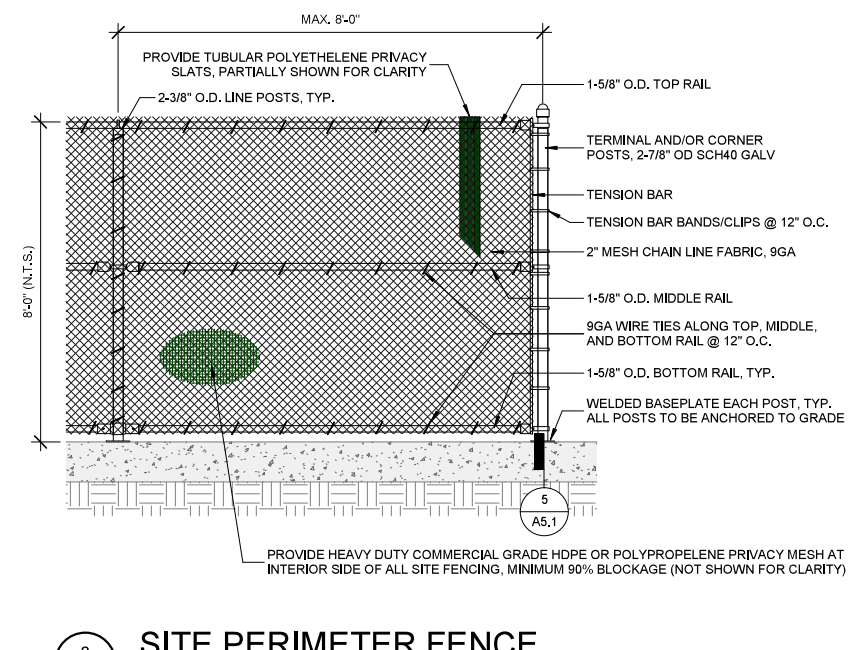 MAX. 8'-0"
PROVIDE TUBULAR POLYETHELENE PRIVACY
SLATS, PARTIALLY SHOWN FOR CLARITY
2-3/8" O.D. LINE POSTS, TYP.
1-5/8" O.D. TOP RAIL
TERMINAL AND/OR CORNER
POSTS, 2-7/8" OD SCH40 GALV
TENSION BAR
TENSION BAR BANDS/CLIPS @ 12" O.C.
2" MESH CHAIN LINE FABRIC, 9GA
8'-0" (N.T.S.)
1-5/8" O.D. MIDDLE RAIL
9GA WIRE TIES ALONG TOP, MIDDLE,
AND BOTTOM RAIL @ 12" O.C.
1-5/8" O.D. BOTTOM RAIL, TYP.
WELDED BASEPLATE EACH POST, TYP.
ALL POSTS TO BE ANCHORED TO GRADE
5
A5.1
PROVIDE HEAVY DUTY COMMERCIAL GRADE HDPE OR POLYPROPELENE PRIVACY MESH AT
INTERIOR SIDE OF ALL SITE FENCING, MINIMUM 90% BLOCKAGE (NOT SHOWN FOR CLARITY)
SITE PERIMETER FENCE